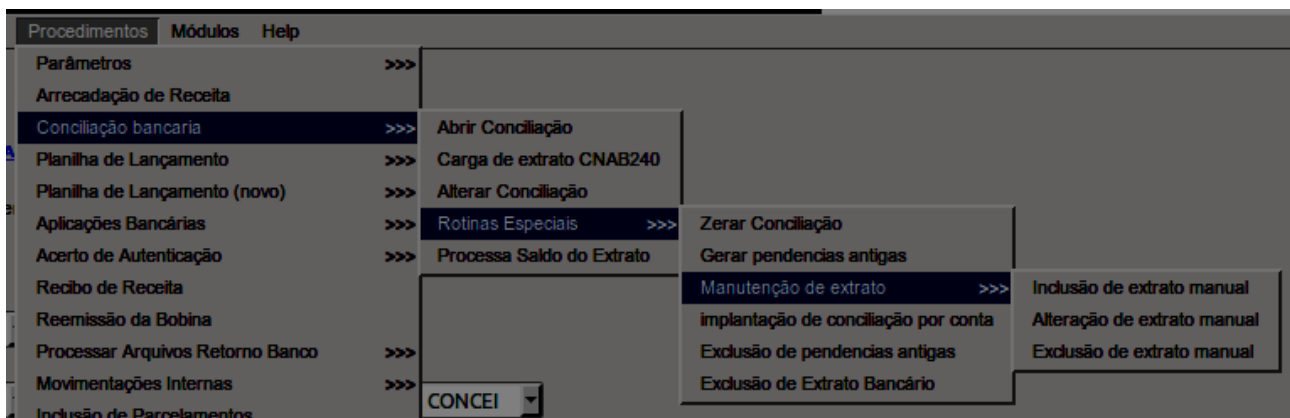 Procedimentos Módulos Help
Parâmetros >>>
Arrecadação de Receita
Conciliação bancaria >>>
Planilha de Lançamento >>>
Planilha de Lançamento (novo) >>>
Aplicações Bancárias >>>
Acerto de Autenticação >>>
Recibo de Receita
Reemissão da Bobina
Processar Arquivos Retorno Banco >>>
Movimentações Internas >>>
Inclusão de Parcelamentos
Abrir Conciliação
Carga de extrato CNAB240
Alterar Conciliação
Rotinas Especiais >>>
Processa Saldo do Extrato
Zerar Conciliação
Gerar pendencias antigas
Manutenção de extrato >>>
implantação de conciliação por conta
Exclusão de pendencias antigas
Exclusão de Extrato Bancário
Inclusão de extrato manual
Alteração de extrato manual
Exclusão de extrato manual
CONCEI